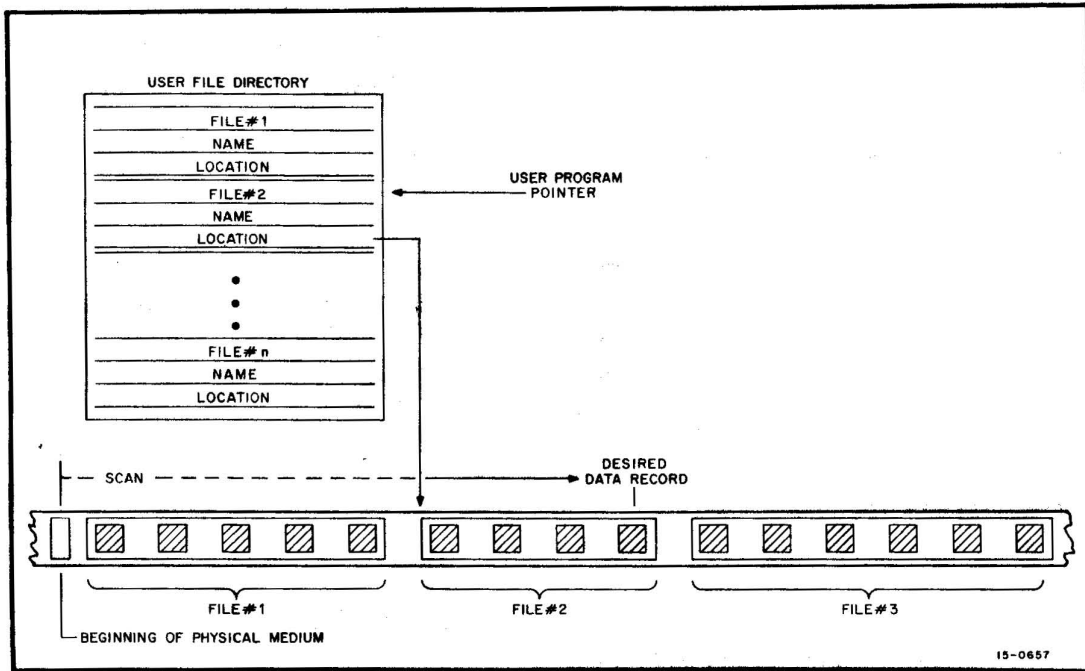 USER FILE DIRECTORY
FILE#1
NAME
LOCATION
FILE#2
NAME
LOCATION
FILE#n
NAME
LOCATION
USER PROGRAM
POINTER
SCAN
DESIRED
DATA RECORD
FILE#1
FILE#2
FILE#3
BEGINNING OF PHYSICAL MEDIUM
15-0657